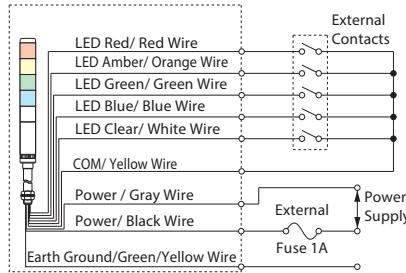 External
Contacts
LED Red/ Red Wire
LED Amber/ Orange Wire
LED Green/ Green Wire
LED Blue/ Blue Wire
LED Clear/ White Wire
COM/ Yellow Wire
Power / Gray Wire
Power/ Black Wire
External
Fuse 1A
Power
Supply
Earth Ground/Green/Yellow Wire